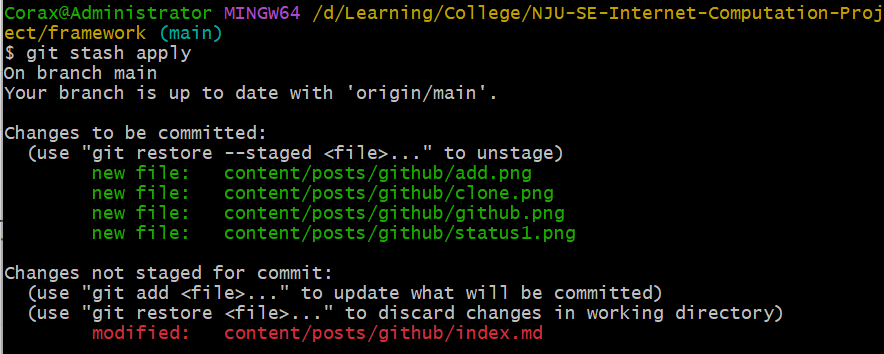 Corax@Administrator MINGW64 /d/Learning/College/NJU-SE-Internet-Computation-Proj
ect/framework (main)
$ git stash apply
On branch main
Your branch is up to date with 'origin/main'.
Changes to be committed:
  (use "git restore --staged <file>..." to unstage)
        new file:   content/posts/github/add.png
        new file:   content/posts/github/clone.png
        new file:   content/posts/github/github.png
        new file:   content/posts/github/status1.png
Changes not staged for commit:
  (use "git add <file>..." to update what will be committed)
  (use "git restore <file>..." to discard changes in working directory)
        modified:   content/posts/github/index.md